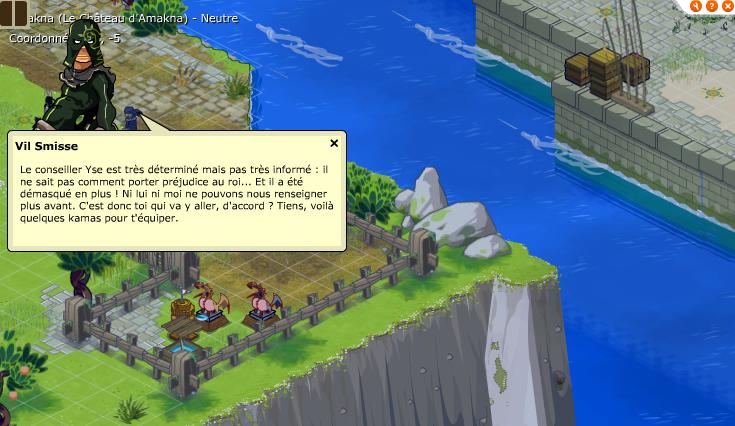 akna (Le Château d'Amakna) - Neutre
Coordonné -5
Vil Smisse
Le conseiller Yse est très déterminé mais pas très informé : il
ne sait pas comment porter préjudice au roi... Et il a été
démasqué en plus ! Ni lui ni moi ne pouvons nous renseigner
plus avant. C'est donc toi qui va y aller, d'accord ? Tiens, voilà
quelques kamas pour t'équiper.